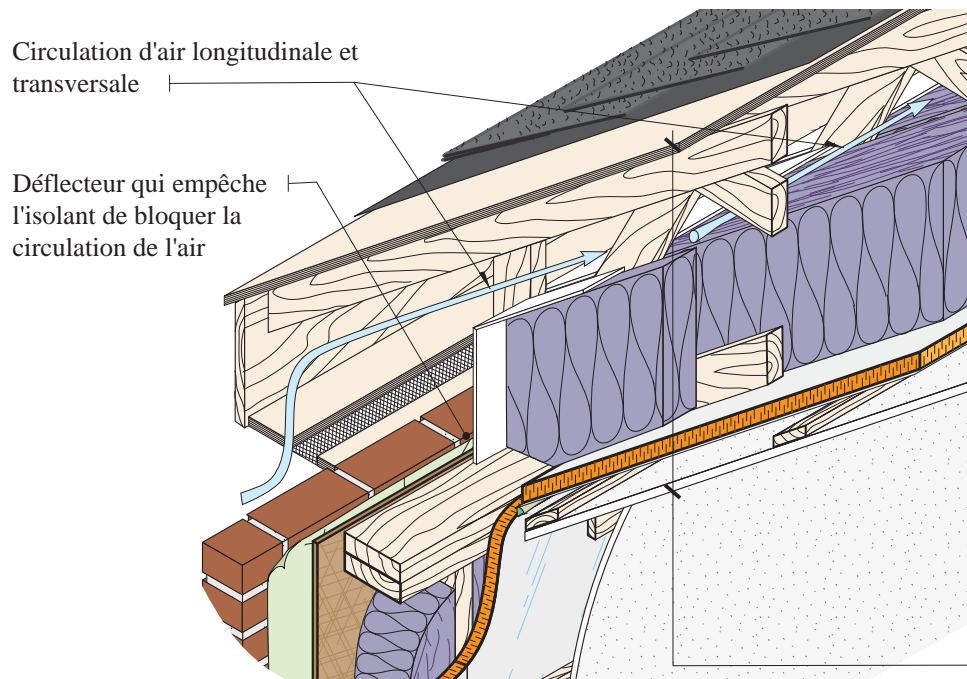 Circulation d'air longitudinale et
transversale
Déflecteur qui empêche
l'isolant de bloquer la
circulation de l'air